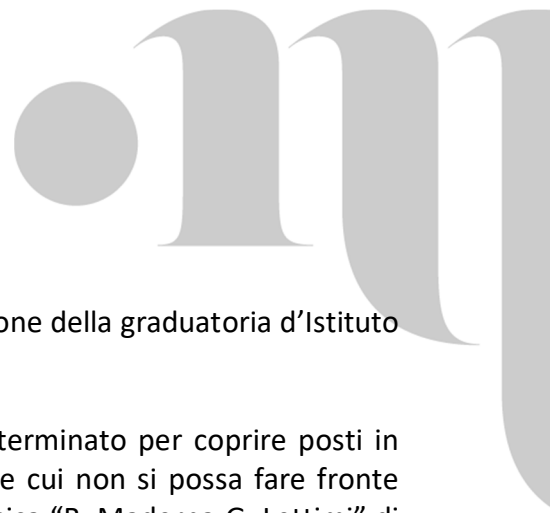 one della graduatoria d’Istituto
terminato per coprire posti in
e cui non si possa fare fronte